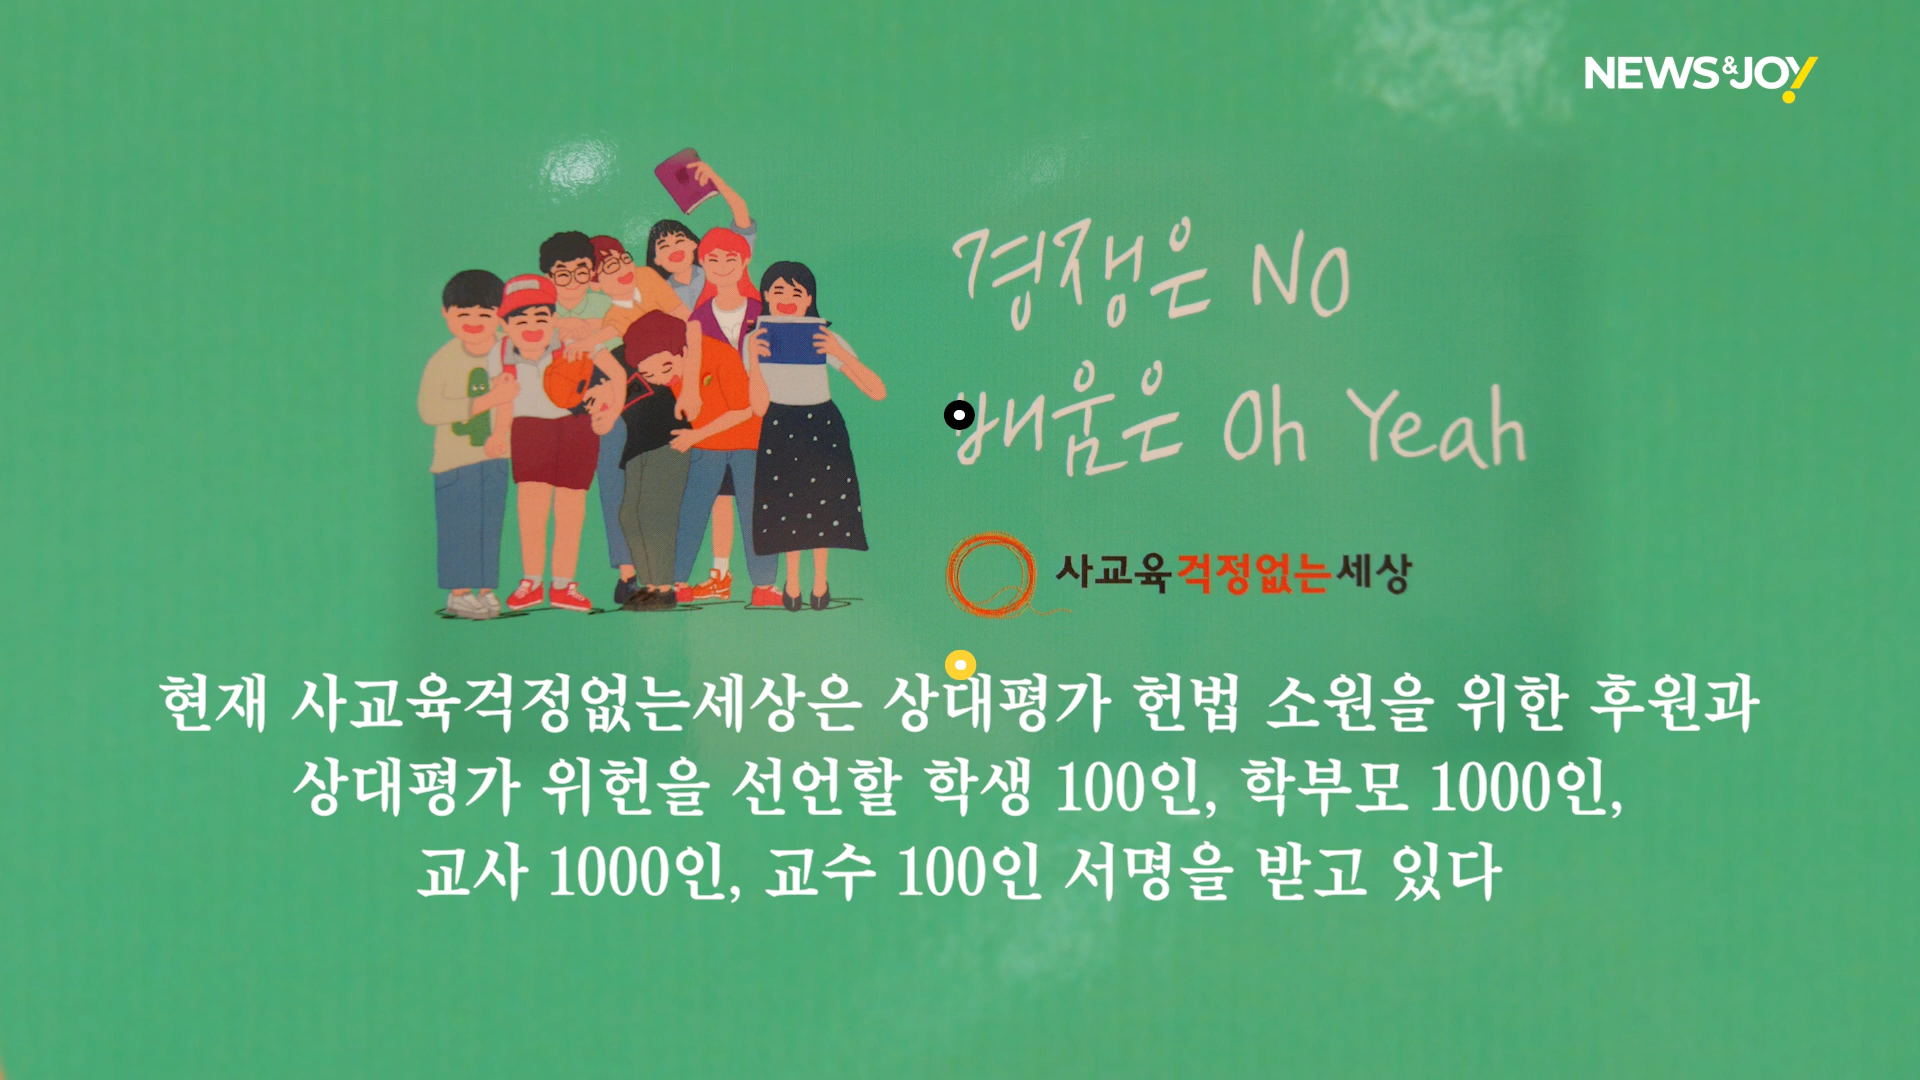 NEWS&JOY
경쟁은 NO
배움은 Oh Yeah
사교육걱정없는세상
현재 사교육걱정없는세상은 상대평가 헌법 소원을 위한 후원과
상대평가 위헌을 선언할 학생 100인, 학부모 1000인,
교사 1000인, 교수 100인 서명을 받고 있다